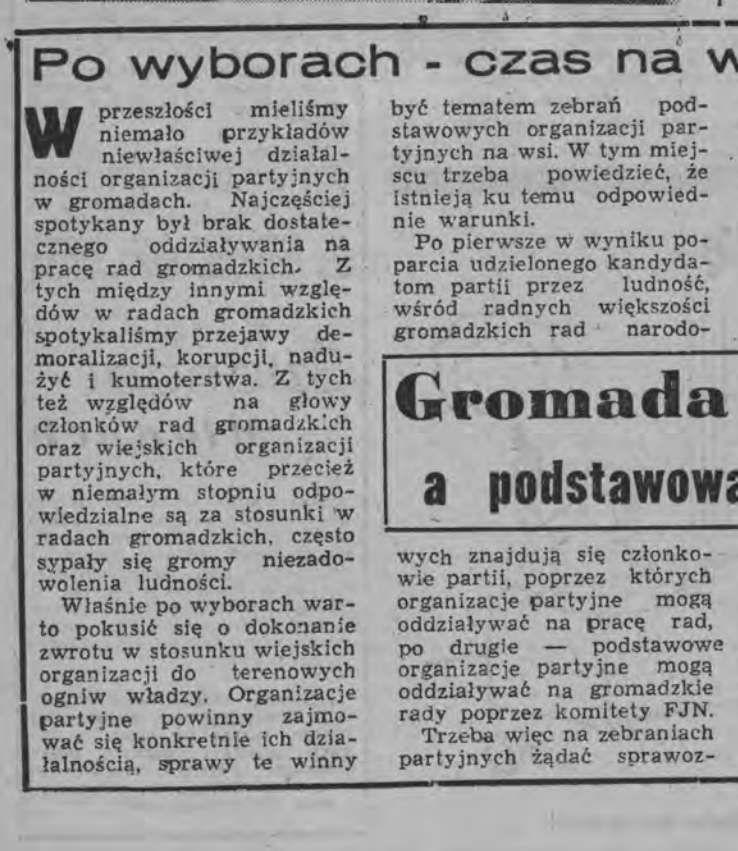 Po wyborach - czas na w
W przeszłości mieliśmy
niemało przykładów
niewłaściwej działal-
ności organizacji partyjnych
w gromadach. Najczęściej
spotykany był brak dostate-
cznego oddziaływania na
pracę rad gromadzkich. Z
tych między innymi wzglę-
dów w radach gromadzkich
spotykaliśmy przejawy de-
moralizacji, korupcji, nadu-
żyć i kumoterstwa. Z tych
też względów na głowy
członków rad gromadzkich
oraz wiejskich organizacji
partyjnych, które przecież
w niemałym stopniu odpo-
wiedzialne są za stosunki w
radach gromadzkich, często
sypały się gromy niezado-
wolenia ludności.
Właśnie po wyborach war-
to pokusić się o dokonanie
zwrotu w stosunku wiejskich
organizacji do terenowych
ogniw władzy. Organizacje
partyjne powinny zajmo-
wać się konkretnie ich dzia-
łalnością, sprawy te winny
być tematem zebrań pod-
stawowych organizacji par-
tyjnych na wsi. W tym miej-
scu trzeba powiedzieć, że
istnieją ku temu odpowied-
nie warunki.
Po pierwsze w wyniku po-
parcia udzielonego kandyda-
tom partii przez ludność,
wśród radnych większości
gromadzkich rad narodo-
Gromada
a podstawowa
wych znajdują się członko-
wie partii, poprzez których
organizacje partyjne mogą
oddziaływać na pracę rad,
po drugie — podstawowe
organizacje partyjne mogą
oddziaływać na gromadzkie
rady poprzez komitety FJN.
Trzeba więc na zebraniach
partyjnych żądać sprawoz-